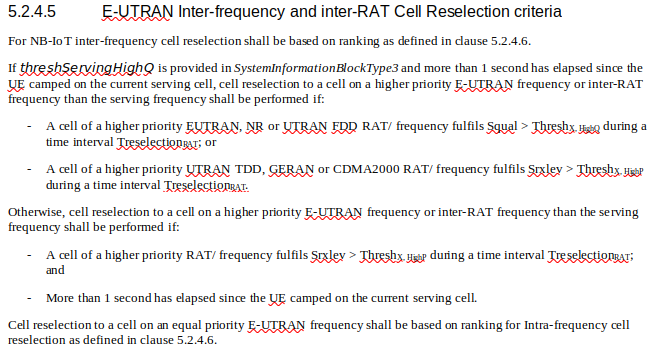 5.2.4.5 E-UTRAN Inter-frequency and inter-RAT Cell Reselection criteria
For NB-IoT inter-frequency cell reselection shall be based on ranking as defined in clause 5.2.4.6.
If threshServingHighQ is provided in SystemInformationBlockType3 and more than 1 second has elapsed since the
UE camped on the current serving cell, cell reselection to a cell on a higher priority E-UTRAN frequency or inter-RAT
frequency than the serving frequency shall be performed if:
- A cell of a higher priority EUTRAN, NR or UTRAN FDD RAT/ frequency fulfils Squal > ThreshX, HighQ during a
time interval TreselectionRAT; or
- A cell of a higher priority UTRAN TDD, GERAN or CDMA2000 RAT/ frequency fulfils Srxlev > ThreshX, HighP
during a time interval TreselectionRAT.
Otherwise, cell reselection to a cell on a higher priority E-UTRAN frequency or inter-RAT frequency than the serving
frequency shall be performed if:
- A cell of a higher priority RAT/ frequency fulfils Srxlev > ThreshX, HighP during a time interval TreselectionRAT;
and
- More than 1 second has elapsed since the UE camped on the current serving cell.
Cell reselection to a cell on an equal priority E-UTRAN frequency shall be based on ranking for Intra-frequency cell
reselection as defined in clause 5.2.4.6.